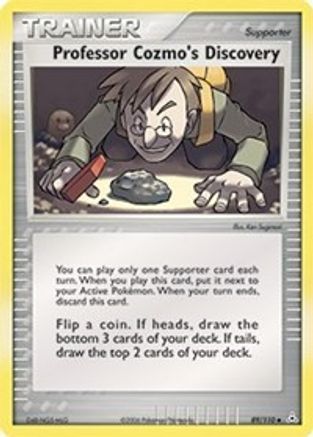 TRAINER
Supporter
Professor Cozmo's Discovery
Illus. Ken Sugimori
You can play only one Supporter card each
turn. When you play this card, put it next to
your Active Pokémon. When your turn ends,
discard this card.
Flip a coin. If heads, draw the
bottom 3 cards of your deck. If tails,
draw the top 2 cards of your deck.
©2006 Pokémon
89/110